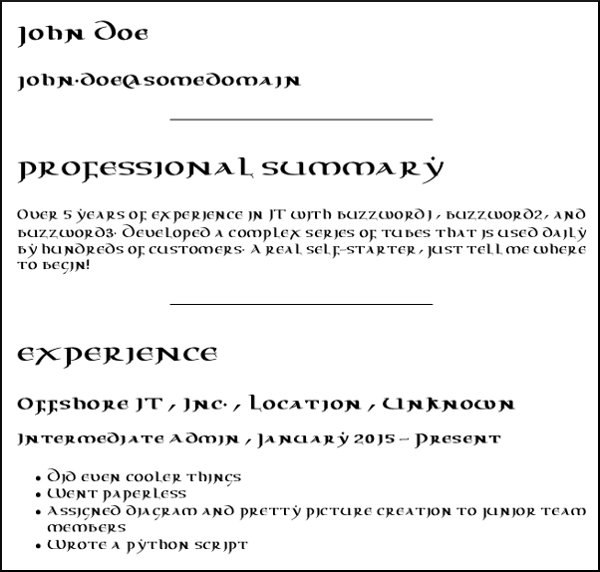 John Doe
john.doe@somedomain
Professional Summary
Over 5 years of experience in IT with buzzword1, buzzword2, and
buzzword3. Developed a complex series of tubes that is used daily
by hundreds of customers. A real self-starter, just tell me where
to begin!
Experience
Offshore IT, Inc., Location, Unknown
Intermediate Admin, January 2015 – Present
• Did even cooler things
• Went paperless
• Assigned diagram and pretty picture creation to junior team
members
• Wrote a python script